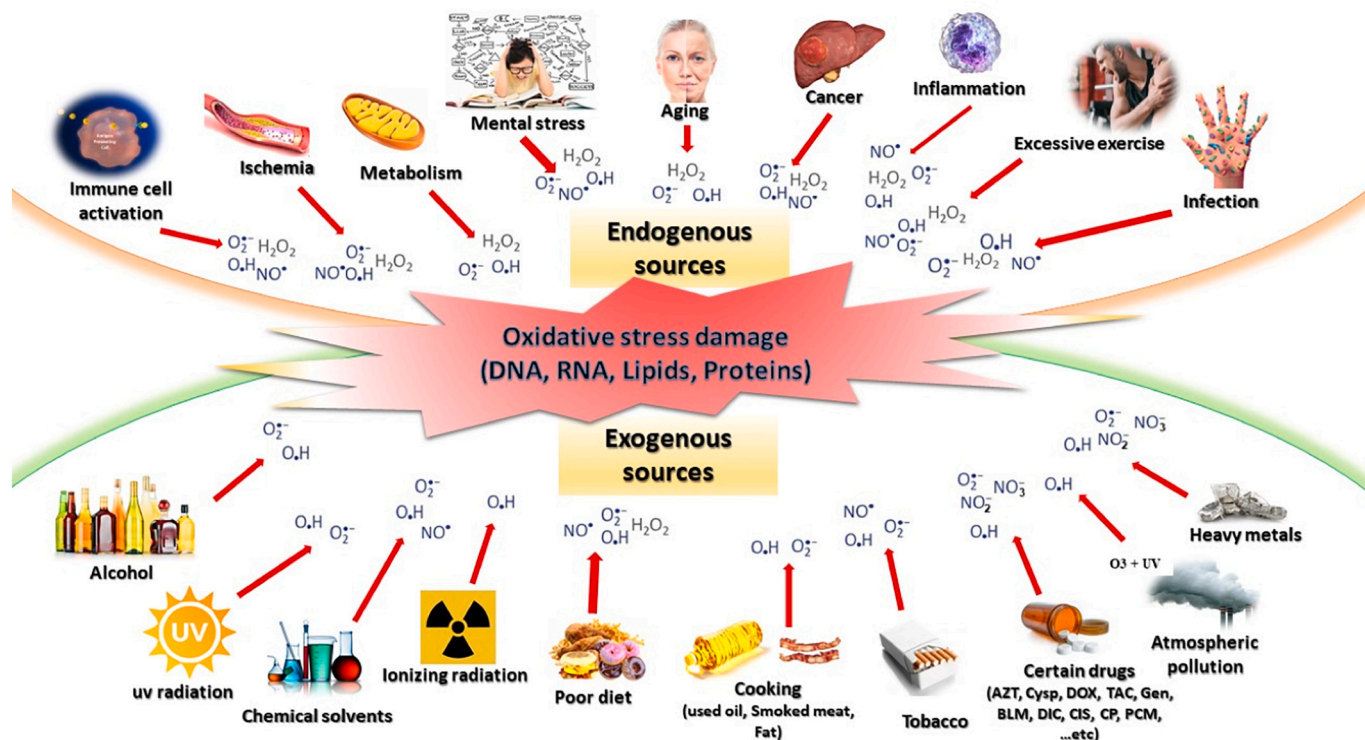 Mental stress
Aging
Cancer
Inflammation
Excessive exercise
Infection
Antigen
Presenting
Cell
Immune cell
activation
Ischemia
Metabolism
O₂•⁻ H₂O₂
O.H NO•
O₂•⁻
NO• O.H H₂O₂
H₂O₂
O₂•⁻ O.H
H₂O₂
O₂•⁻ NO• O.H
H₂O₂
O₂•⁻ O.H
O₂•⁻ H₂O₂
O.H NO•
NO•
H₂O₂ O₂•⁻
O.H
O.H H₂O₂
NO• O₂•⁻
O.H
O₂•⁻ H₂O₂ NO•
Endogenous
sources
Oxidative stress damage
(DNA, RNA, Lipids, Proteins)
Exogenous
sources
O₂•⁻
O.H
Alcohol
O.H O₂•⁻
UV
uv radiation
O₂•⁻
O.H
NO•
Chemical solvents
O.H
Ionizing radiation
NO• O₂•⁻ H₂O₂
O.H
Poor diet
O.H O₂•⁻
Cooking
(used oil, Smoked meat,
Fat)
NO•
O.H O₂•⁻
Tobacco
O₂•⁻ NO₃⁻
NO₂⁻
O.H
Certain drugs
(AZT, Cysp, DOX, TAC, Gen,
BLM, DIC, CIS, CP, PCM,
...etc)
O.H
O3 + UV
Atmospheric
pollution
O₂•⁻ NO₃⁻
O.H NO₂⁻
Heavy metals